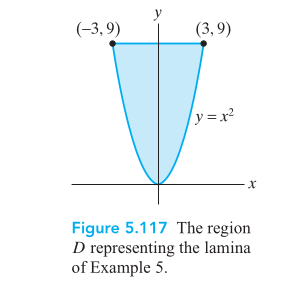 y
(−3, 9)
(3, 9)
y = x²
x
Figure 5.117 The region
D representing the lamina
of Example 5.